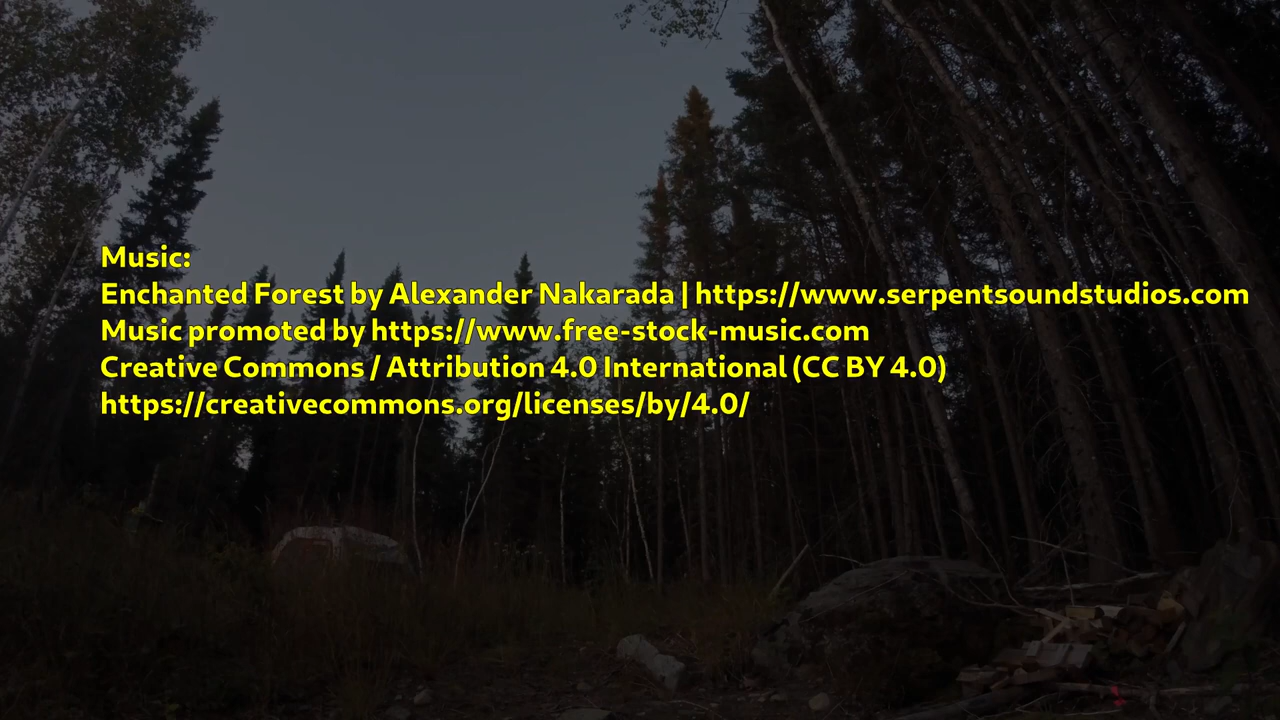 Music:
Enchanted Forest by Alexander Nakarada | https://www.serpentsoundstudios.com
Music promoted by https://www.free-stock-music.com
Creative Commons / Attribution 4.0 International (CC BY 4.0)
https://creativecommons.org/licenses/by/4.0/